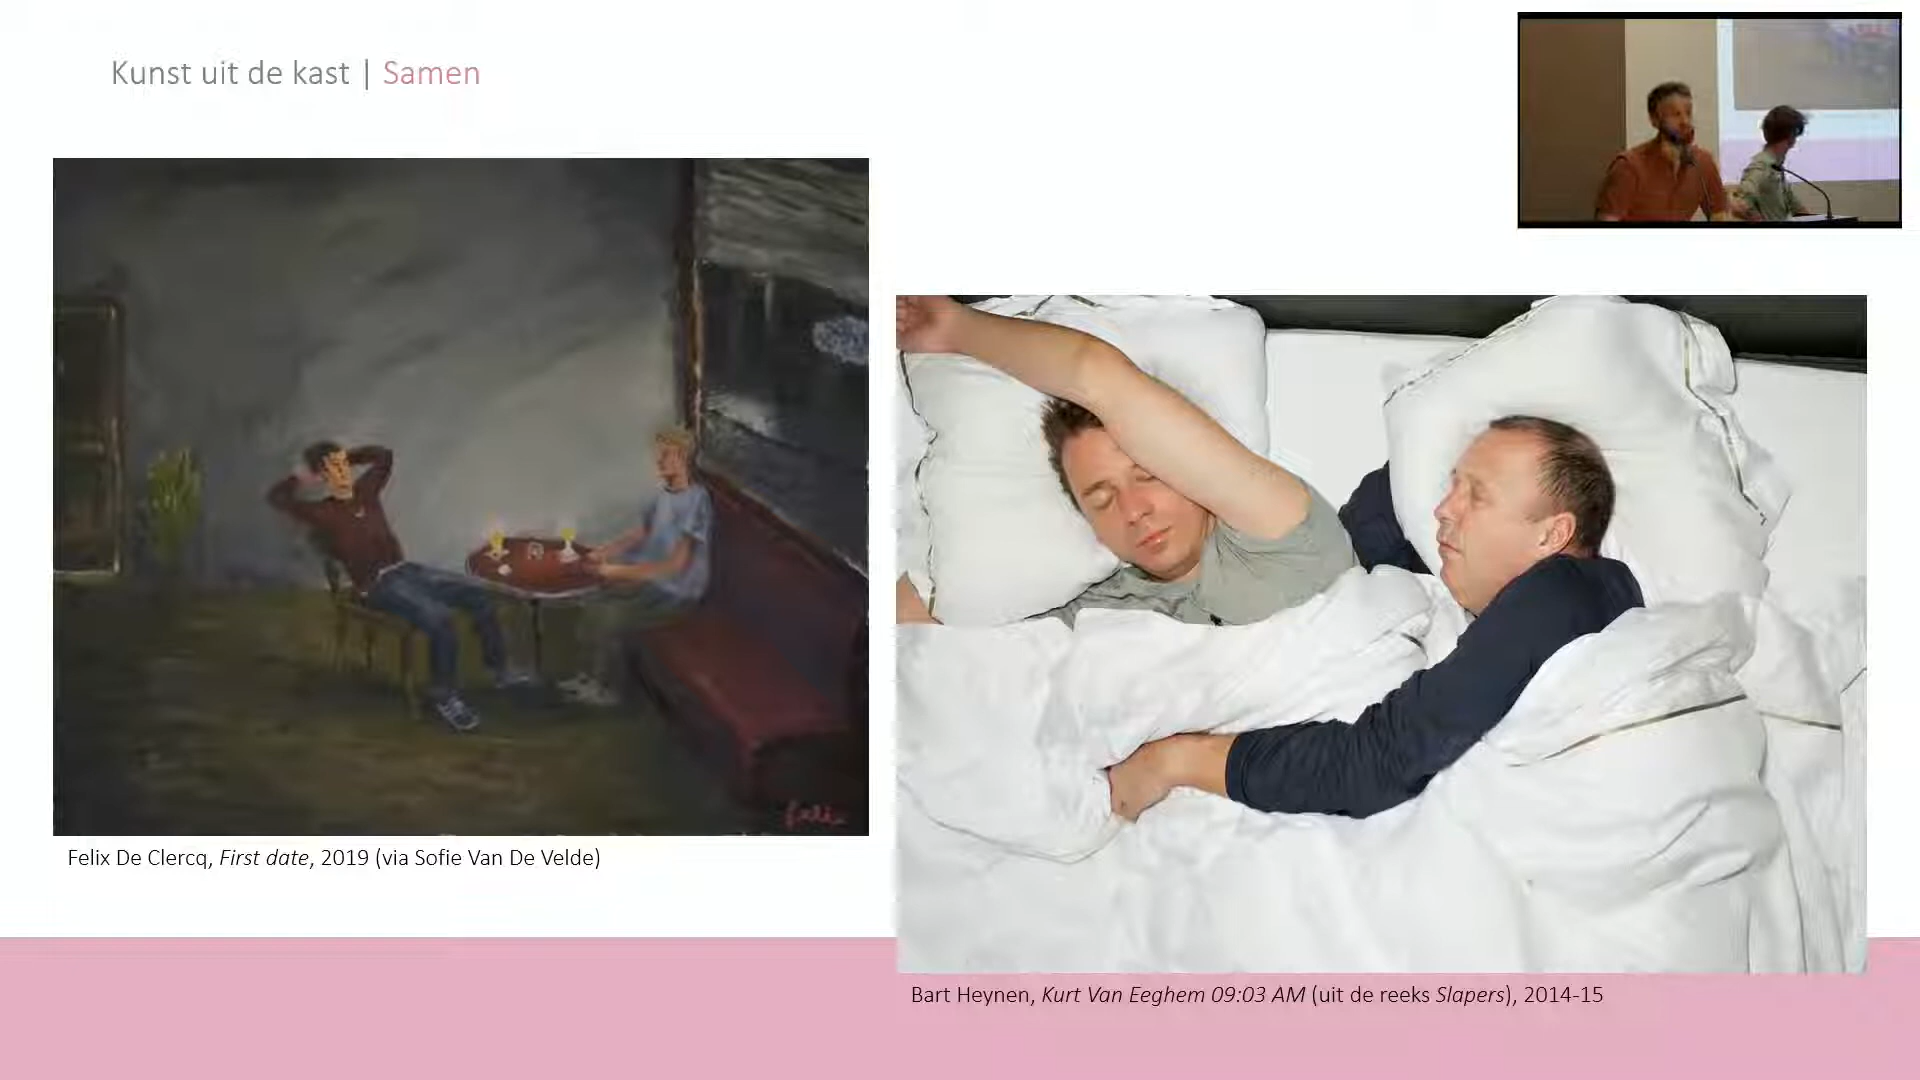 Kunst uit de kast | Samen
Felix De Clercq, First date, 2019 (via Sofie Van De Velde)
Bart Heynen, Kurt Van Eeghem 09:03 AM (uit de reeks Slapers), 2014-15